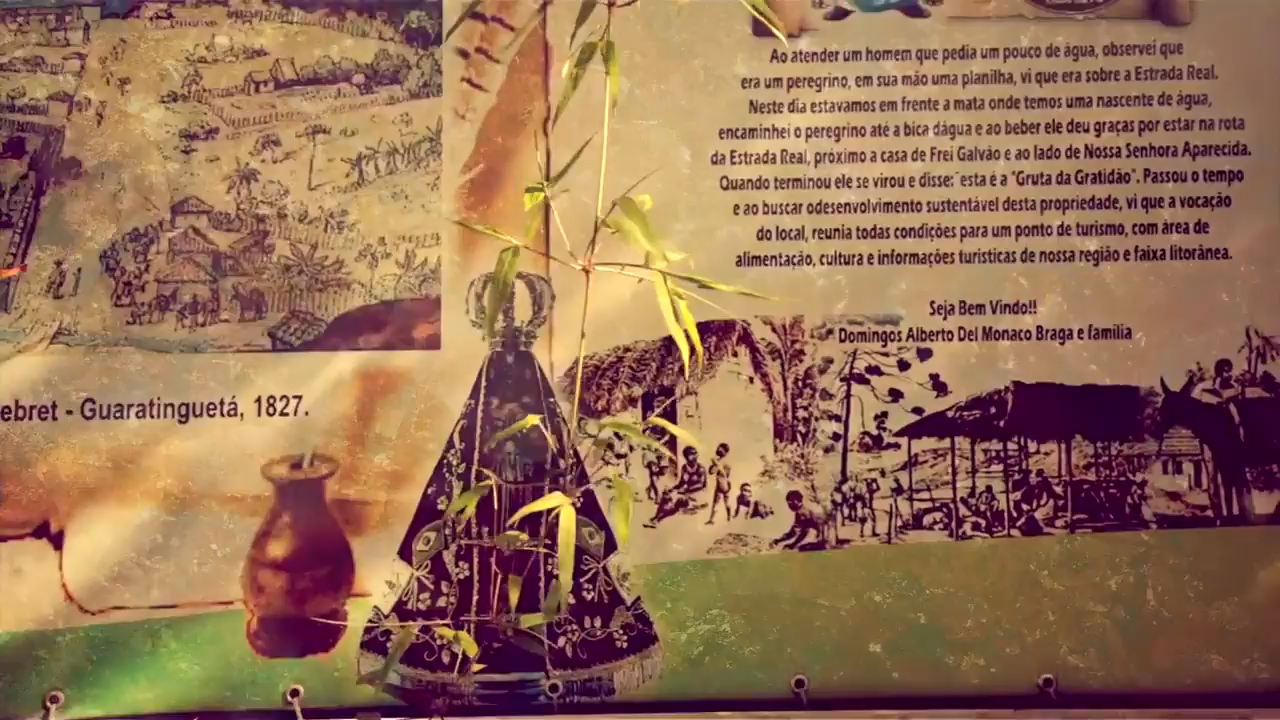 Ao atender um homem que pedia um pouco de água, observei que
era um peregrino, em sua mão uma planilha, vi que era sobre a Estrada Real.
Neste dia estavamos em frente a mata onde temos uma nascente de água,
encaminhei o peregrino até a bica dágua e ao beber ele deu graças por estar na rota
da Estrada Real, próximo a casa de Frei Galvão e ao lado de Nossa Senhora Aparecida.
Quando terminou ele se virou e disse:¨esta é a "Gruta da Gratidão". Passou o tempo
e ao buscar odesenvolvimento sustentável desta propriedade, vi que a vocação
do local, reunia todas condições para um ponto de turismo, com área de
alimentação, cultura e informações turisticas de nossa região e faixa litorânea.
Seja Bem Vindo!!
Domingos Alberto Del Monaco Braga e família
ebret - Guaratinguetá, 1827.